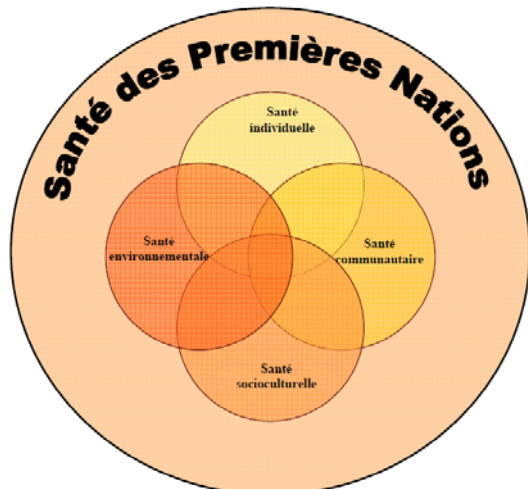 Santé des Premières Nations
Santé
individuelle
Santé
environnementale
Santé
communautaire
Santé
socioculturelle